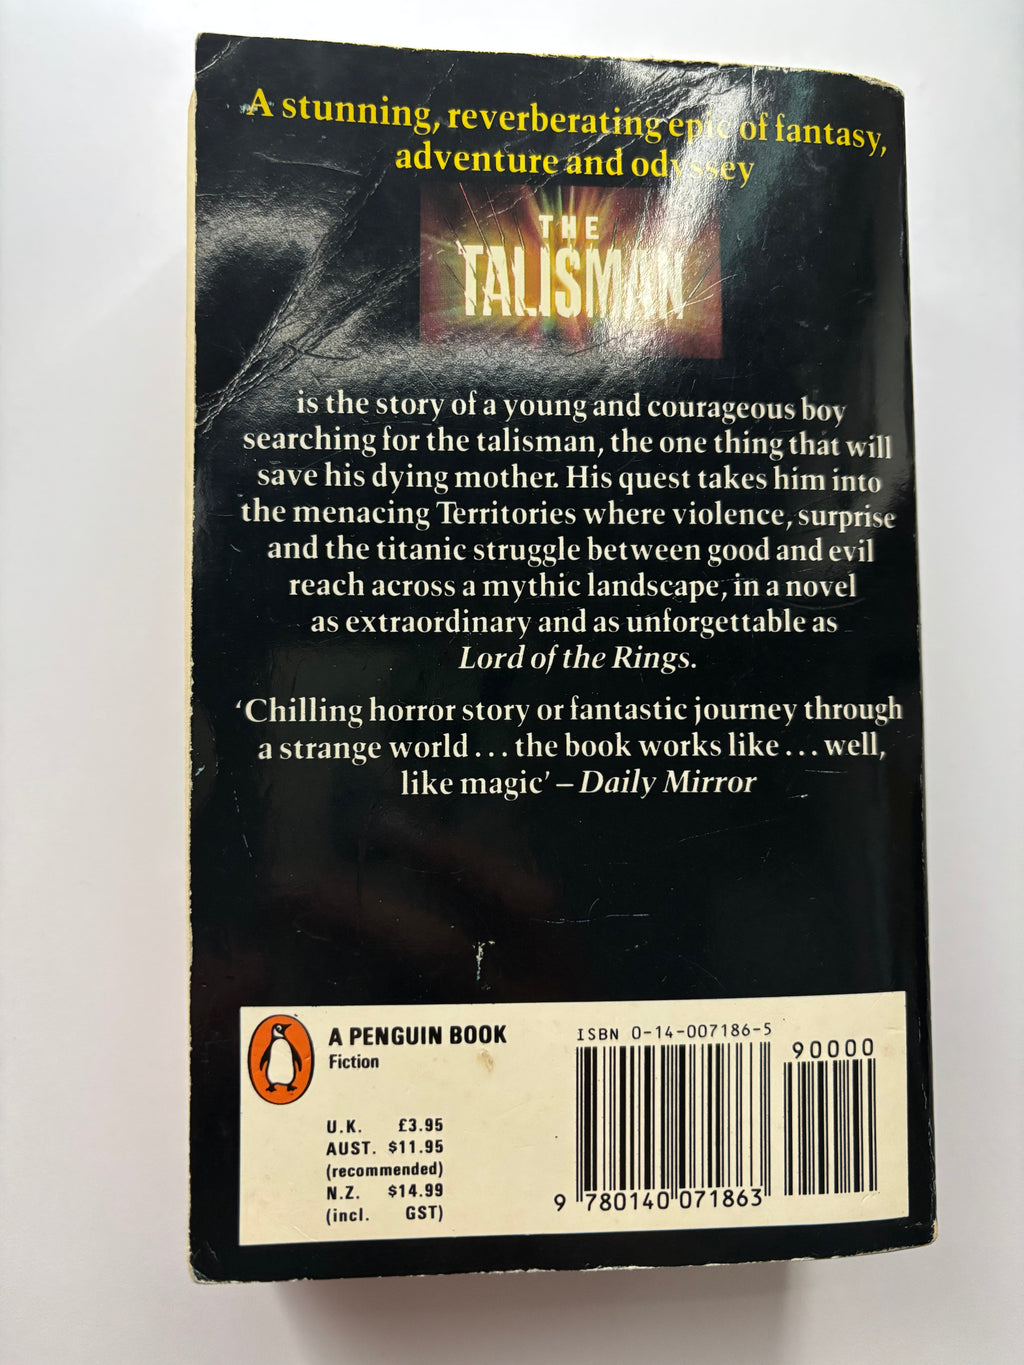 A stunning, reverberating epic of fantasy,
adventure and odyssey
THE
TALISMAN
is the story of a young and courageous boy
searching for the talisman, the one thing that will
save his dying mother. His quest takes him into
the menacing Territories where violence, surprise
and the titanic struggle between good and evil
reach across a mythic landscape, in a novel
as extraordinary and as unforgettable as
Lord of the Rings.
‘Chilling horror story or fantastic journey through
a strange world . . . the book works like . . . well,
like magic’ – Daily Mirror
A PENGUIN BOOK
Fiction
U.K. £3.95
AUST. $11.95
(recommended)
N.Z. $14.99
(incl. GST)
ISBN 0-14-007186-5
90000
9 780140 071863